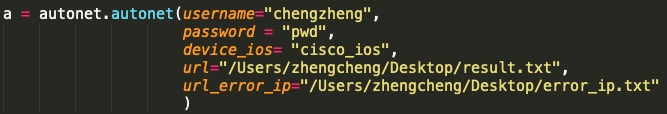 a = autonet.autonet(username="chengzheng",
password = "pwd",
device_ios= "cisco_ios",
url="/Users/zhengcheng/Desktop/result.txt",
url_error_ip="/Users/zhengcheng/Desktop/error_ip.txt"
)